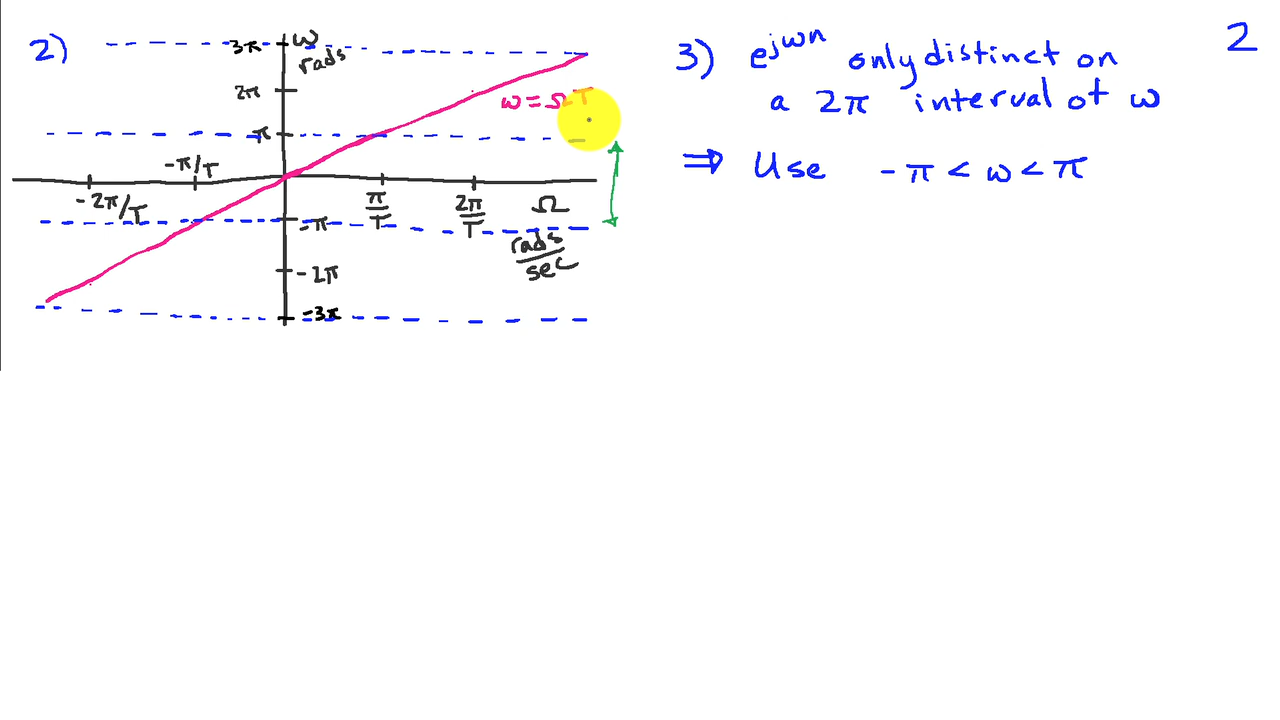 2)
3π
ω
rads
2π
ω = ΩT
π
-π/T
-2π/T
π/T
2π/T
Ω
rads/sec
-π
-2π
-3π
3) e^{jωn} only distinct on
a 2π interval of ω
⇒ Use -π < ω < π
2